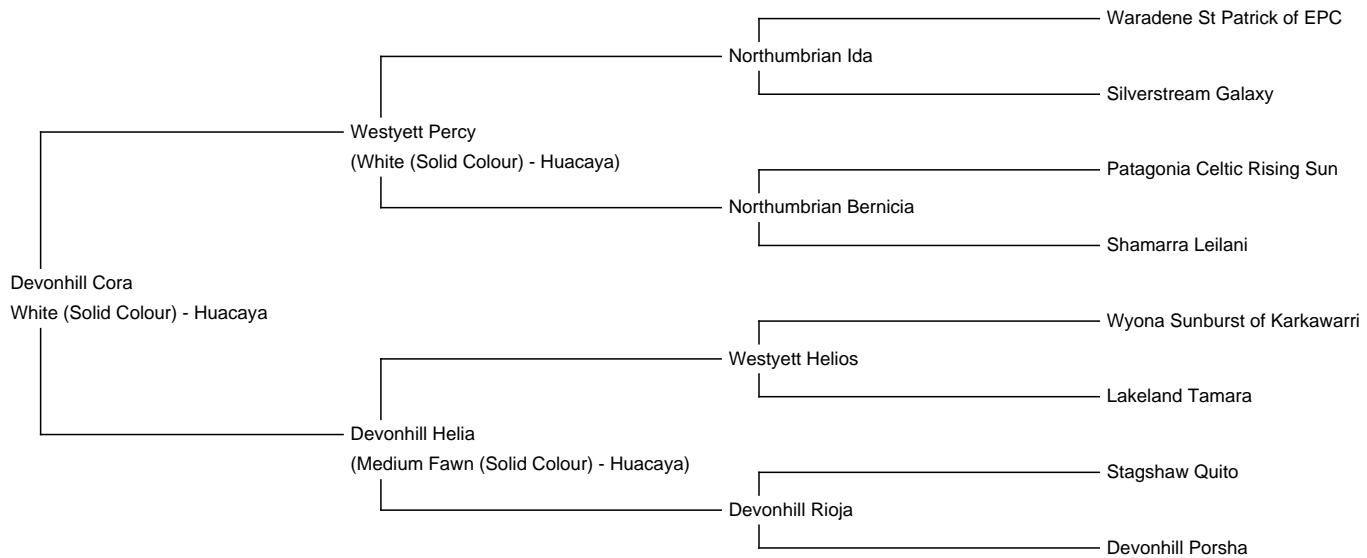 Waradene St Patrick of EPC
Northumbrian Ida
Silverstream Galaxy
Westyett Percy
(White (Solid Colour) - Huacaya)
Patagonia Celtic Rising Sun
Northumbrian Bernicia
Shamarra Leilani
Devonhill Cora
White (Solid Colour) - Huacaya
Wyona Sunburst of Karkawarri
Westyett Helios
Lakeland Tamara
Devonhill Helia
(Medium Fawn (Solid Colour) - Huacaya)
Stagshaw Quito
Devonhill Rioja
Devonhill Porsha